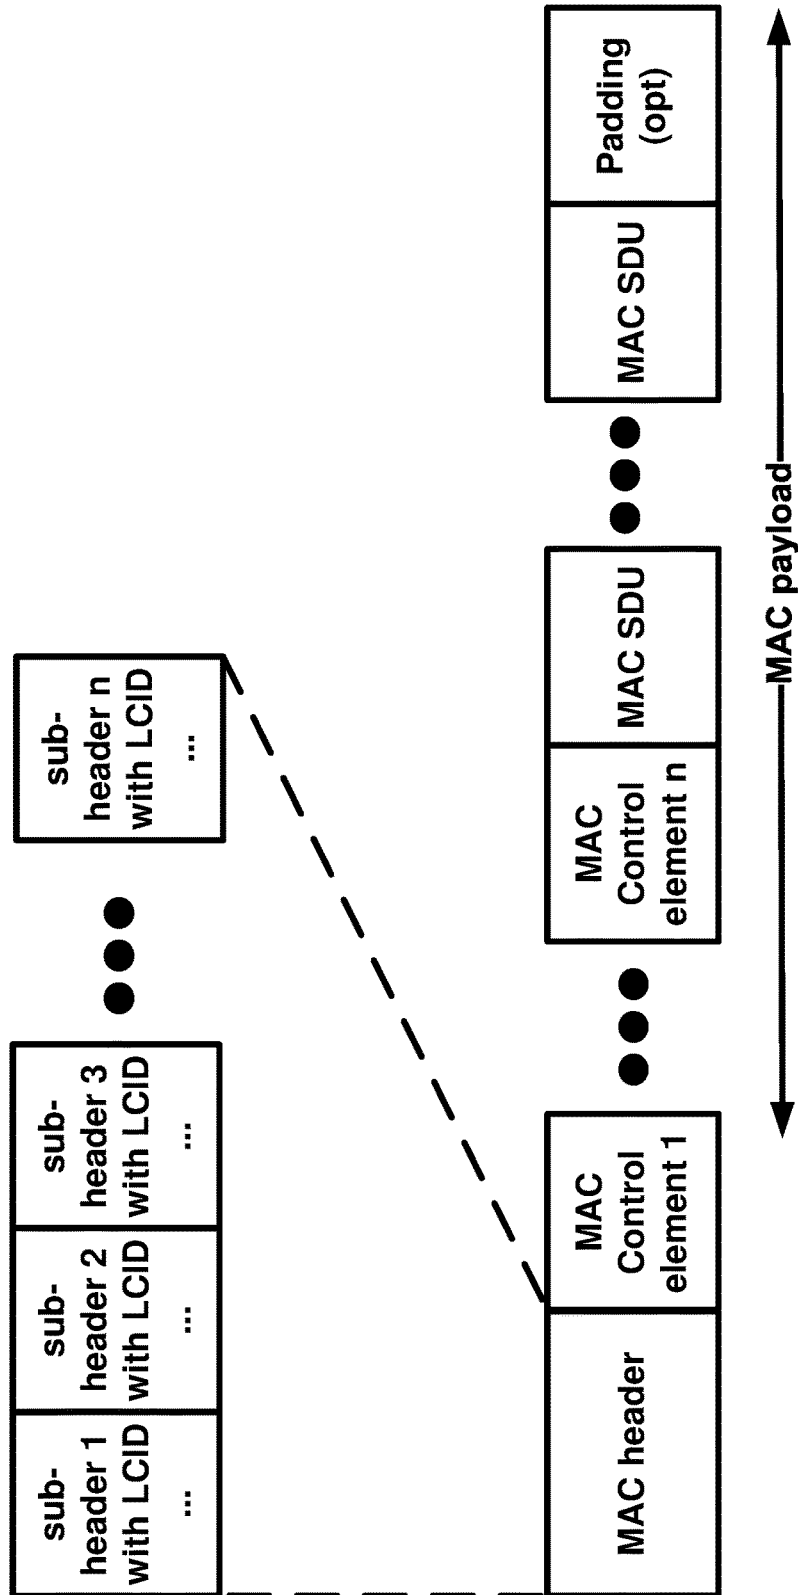 sub-
header 1
with LCID
...
sub-
header 2
with LCID
...
sub-
header 3
with LCID
...
sub-
header n
with LCID
...
MAC header
MAC
Control
element 1
MAC
Control
element n
MAC SDU
MAC SDU
Padding
(opt)
MAC payload